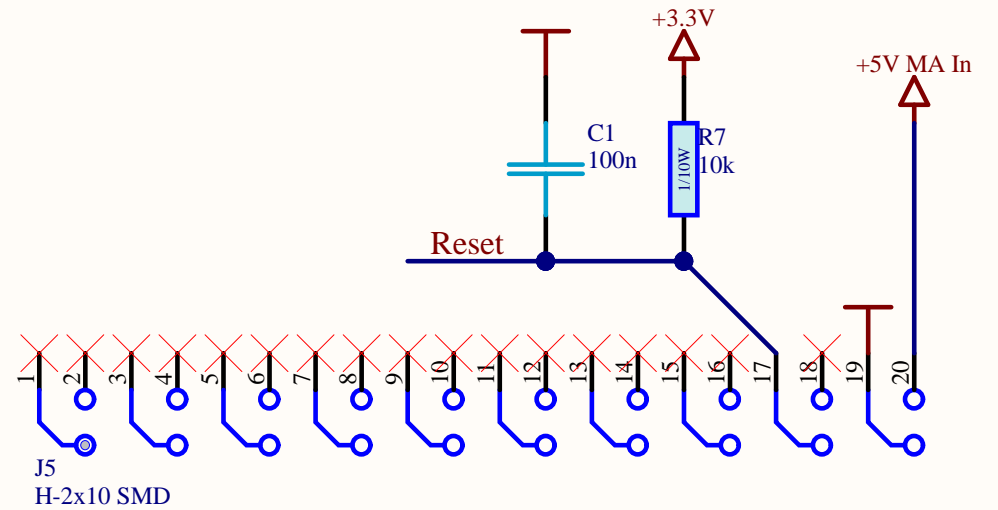 +3.3V
+5V MA In
C1
100n
R7
10k
1/10W
Reset
1 2 3 4 5 6 7 8 9 10 11 12 13 14 15 16 17 18 19 20
J5
H-2x10 SMD